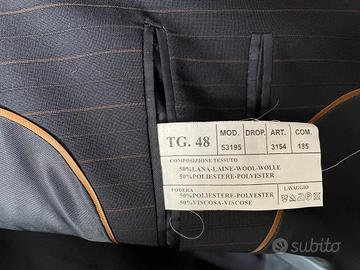 TG. 48
MOD. DROP. ART. COM.
53195 3154 185
COMPOSIZIONE TESSUTO
50%LANA-LAINE-WOOL-WOLLE
50%POLIESTERE-POLYESTER
FODERA
50%POLIESTERE-POLYESTER
50%VISCOSA-VISCOSE
LAVAGGIO
subito